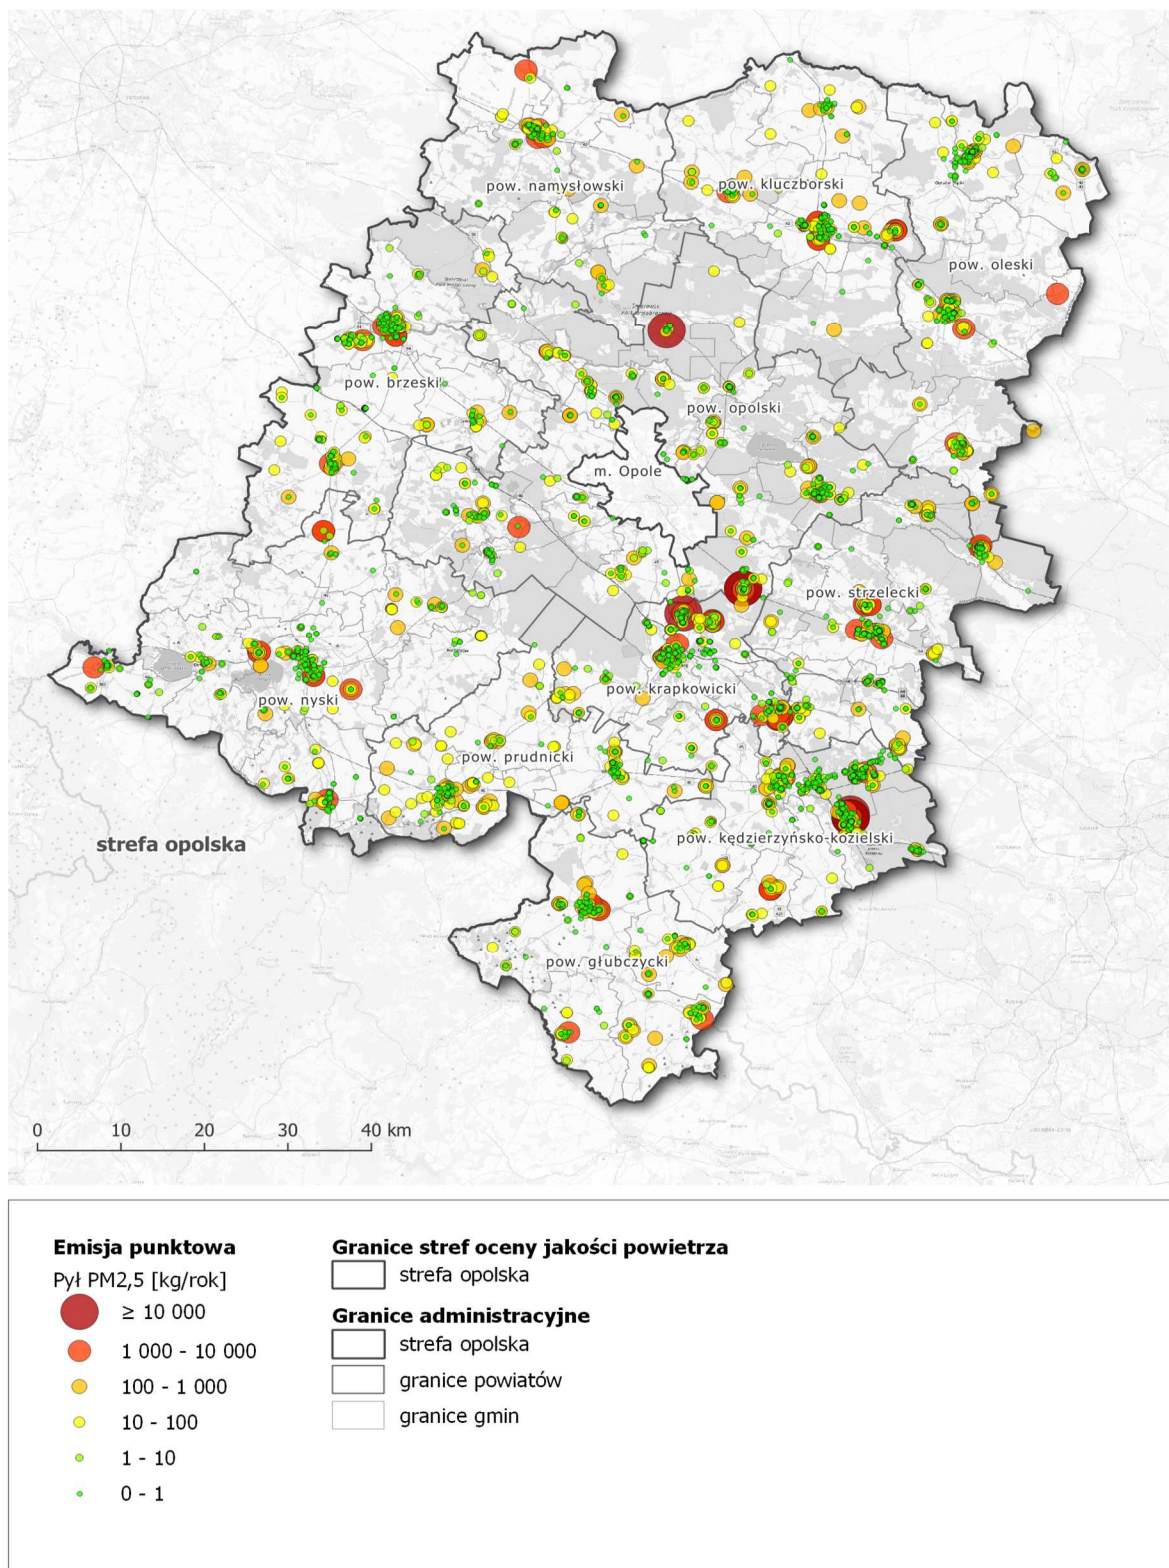 pow. namysłowski
pow. kluczborski
pow. oleski
pow. brzeski
pow. opolski
m. Opole
pow. strzelecki
pow. krapkowicki
pow. nyski
pow. prudnicki
pow. kędzierzyńsko-kozielski
strefa opolska
pow. głubczycki
0 10 20 30 40 km
Emisja punktowa
Pył PM2,5 [kg/rok]
≥ 10 000
1 000 - 10 000
100 - 1 000
10 - 100
1 - 10
0 - 1
Granice stref oceny jakości powietrza
strefa opolska
Granice administracyjne
strefa opolska
granice powiatów
granice gmin